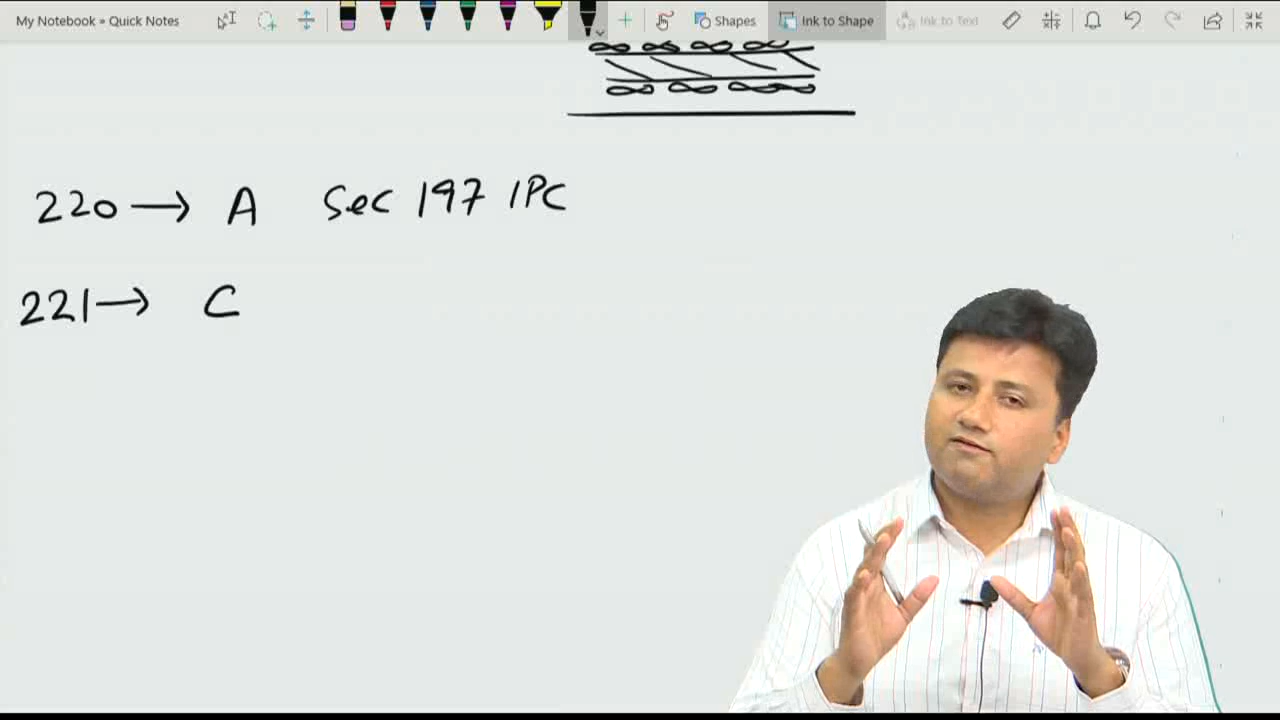 My Notebook » Quick Notes Shapes Ink to Shape Ink to Text
220 → A Sec 197 IPC
221 → C